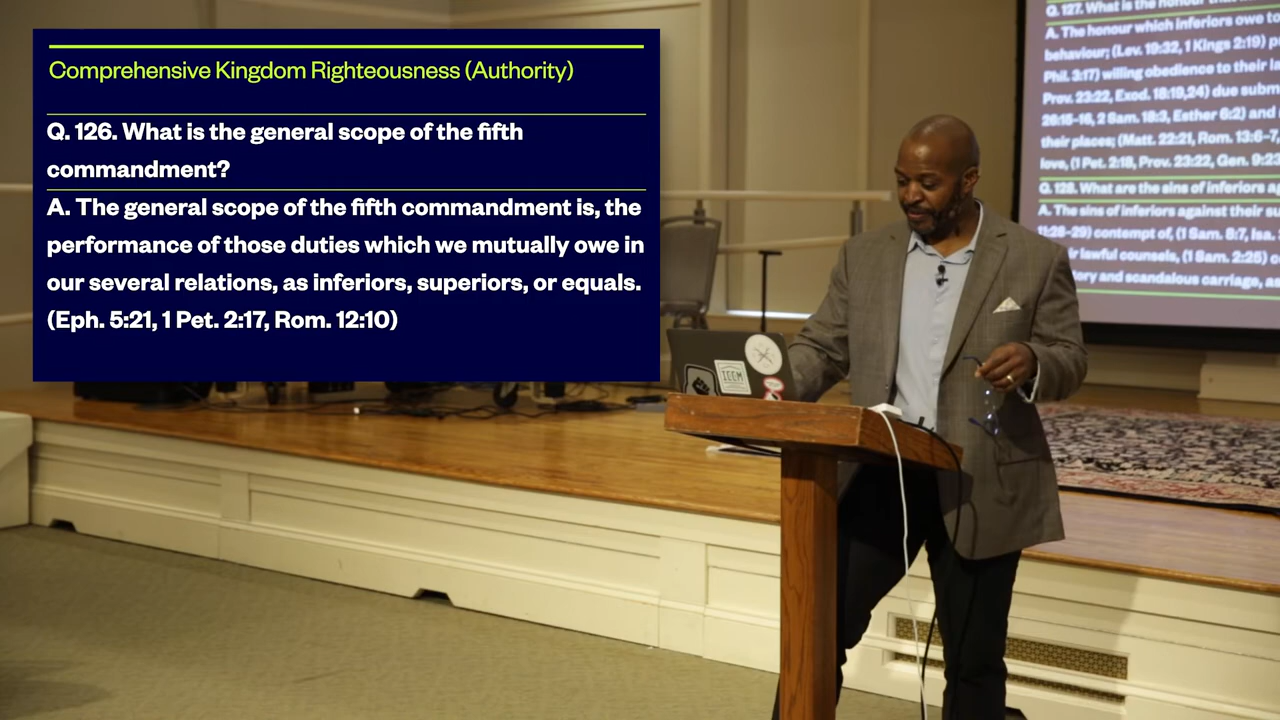 Comprehensive Kingdom Righteousness (Authority)
Q. 126. What is the general scope of the fifth
commandment?
A. The general scope of the fifth commandment is, the
performance of those duties which we mutually owe in
our several relations, as inferiors, superiors, or equals.
(Eph. 5:21, 1 Pet. 2:17, Rom. 12:10)
Q. 127. What is the honour that
A. The honour which inferiors owe to
behaviour; (Lev. 19:32, 1 Kings 2:19)
Phil. 3:17) willing obedience to their
Prov. 23:22, Exod. 18:19,24) due
26:15-16, 2 Sam. 18:3, Esther 6:2) and
their places; (Matt. 22:21, Rom. 13:6-7,
love, (1 Pet. 2:18, Prov. 23:22, Gen. 9:23
Q. 128. What are the sins of inferiors
A. The sins of inferiors against their
11:28-29) contempt of, (1 Sam. 8:7, Isa.
lawful counsels, (1 Sam. 2:25)
and scandalous carriage,